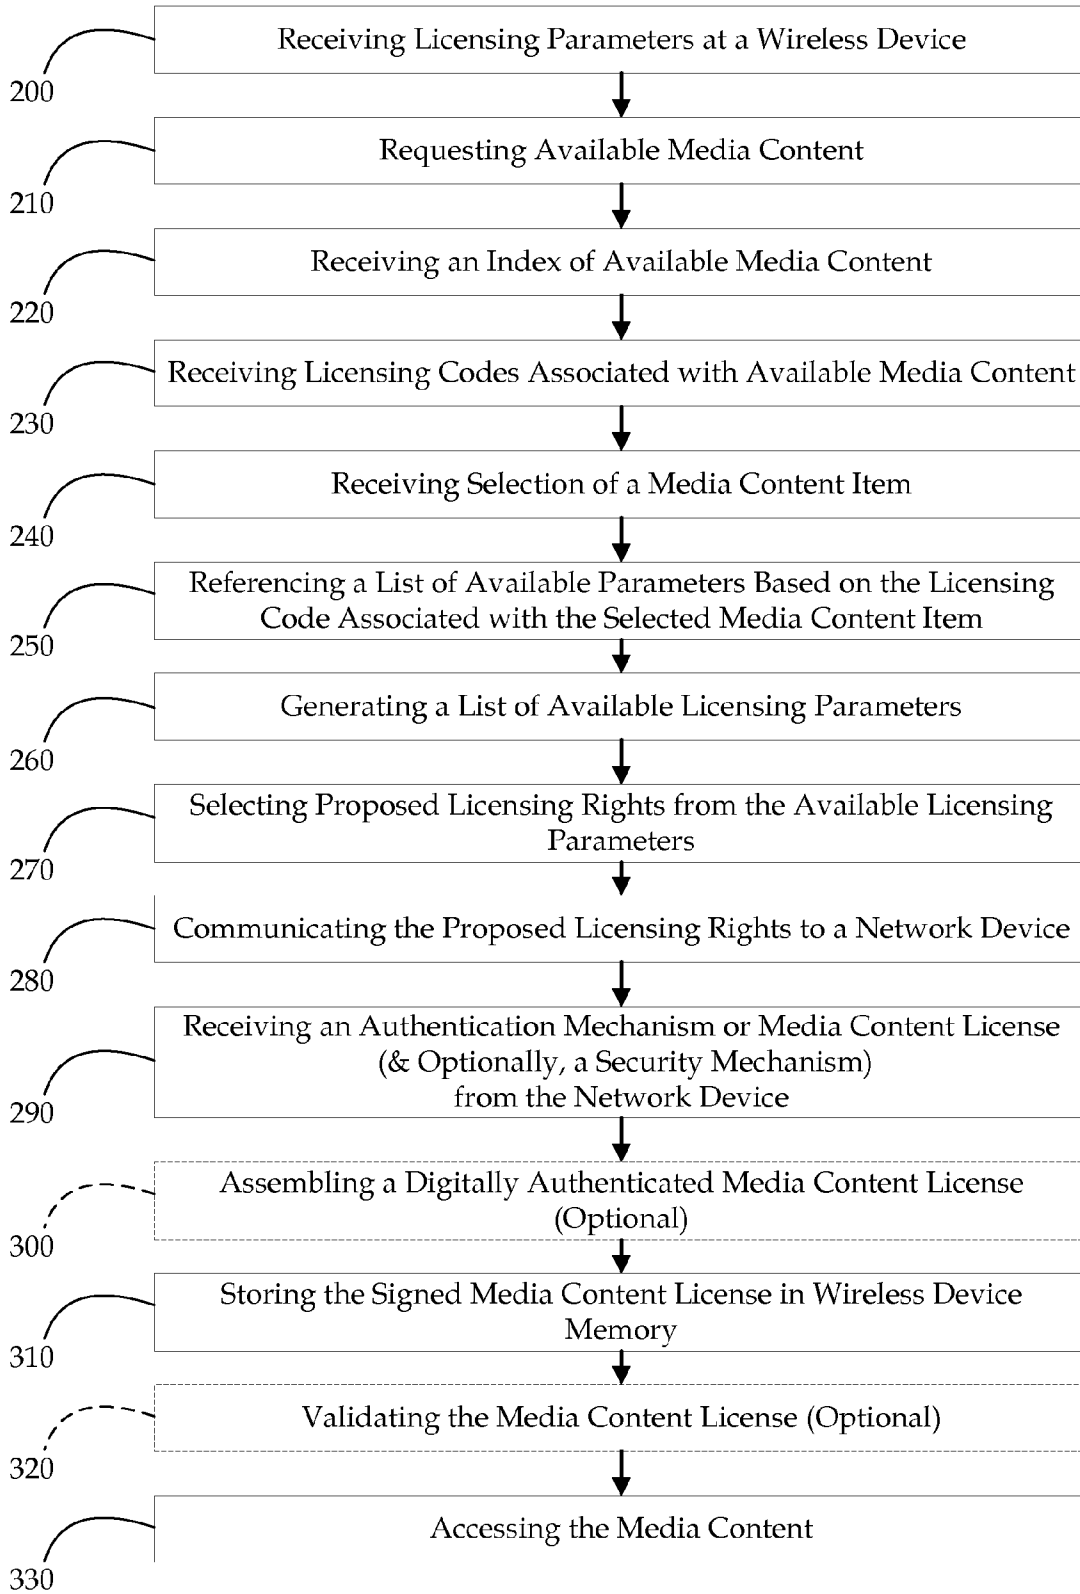 Receiving Licensing Parameters at a Wireless Device
200
Requesting Available Media Content
210
Receiving an Index of Available Media Content
220
Receiving Licensing Codes Associated with Available Media Content
230
Receiving Selection of a Media Content Item
240
Referencing a List of Available Parameters Based on the Licensing
Code Associated with the Selected Media Content Item
250
Generating a List of Available Licensing Parameters
260
Selecting Proposed Licensing Rights from the Available Licensing
Parameters
270
Communicating the Proposed Licensing Rights to a Network Device
280
Receiving an Authentication Mechanism or Media Content License
(& Optionally, a Security Mechanism)
from the Network Device
290
Assembling a Digitally Authenticated Media Content License
(Optional)
300
Storing the Signed Media Content License in Wireless Device
Memory
310
Validating the Media Content License (Optional)
320
Accessing the Media Content
330